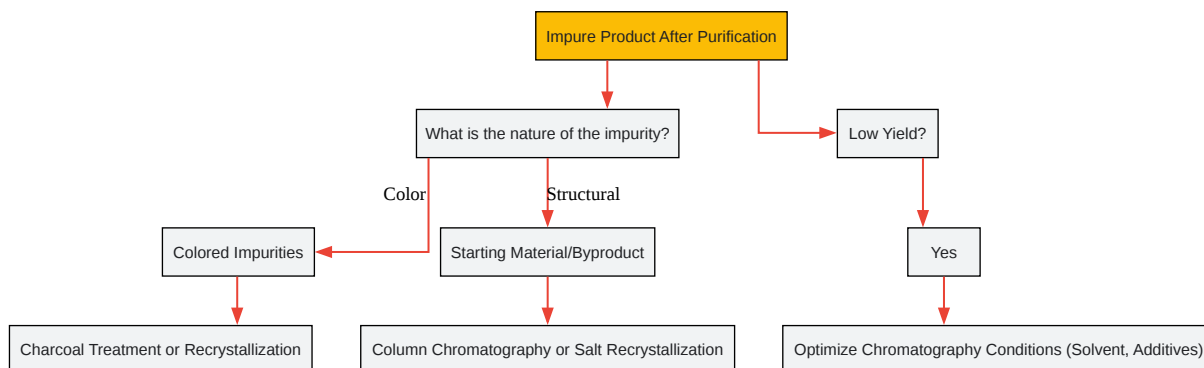 Impure Product After Purification
What is the nature of the impurity?
Low Yield?
Color
Structural
Colored Impurities
Starting Material/Byproduct
Yes
Charcoal Treatment or Recrystallization
Column Chromatography or Salt Recrystallization
Optimize Chromatography Conditions (Solvent, Additives)